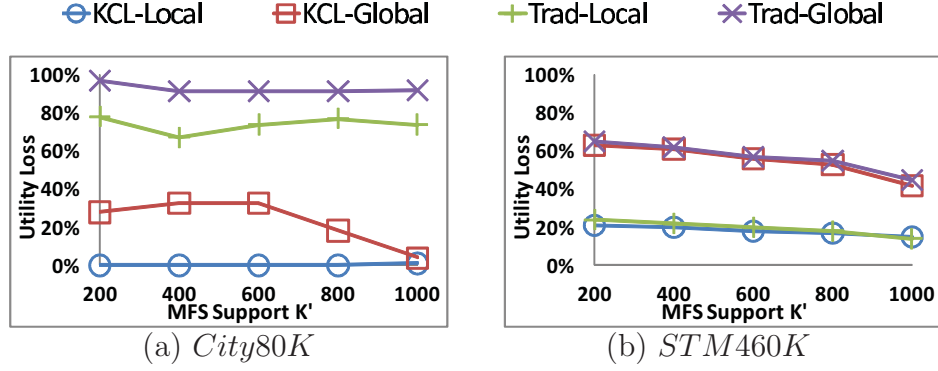 KCL-Local KCL-Global Trad-Local Trad-Global
Utility Loss
100%
80%
60%
40%
20%
0%
200 400 600 800 1000
MFS Support K'
(a) City80K
Utility Loss
100%
80%
60%
40%
20%
0%
200 400 600 800 1000
MFS Support K'
(b) STM460K